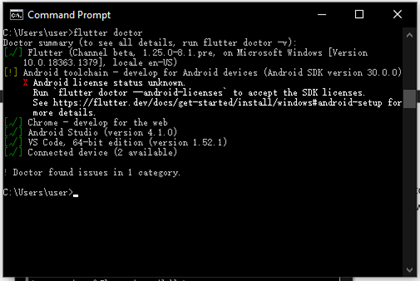 Command Prompt
C:\Users\user>flutter doctor
Doctor summary (to see all details, run flutter doctor -v):
[√] Flutter (Channel beta, 1.25.0-8.1.pre, on Microsoft Windows [Version
10.0.18363.1379], locale en-US)
[!] Android toolchain - develop for Android devices (Android SDK version 30.0.0)
X Android license status unknown.
Run `flutter doctor --android-licenses` to accept the SDK licenses.
See https://flutter.dev/docs/get-started/install/windows#android-setup for
more details.
[√] Chrome - develop for the web
[√] Android Studio (version 4.1.0)
[√] VS Code, 64-bit edition (version 1.52.1)
[√] Connected device (2 available)
! Doctor found issues in 1 category.
C:\Users\user>